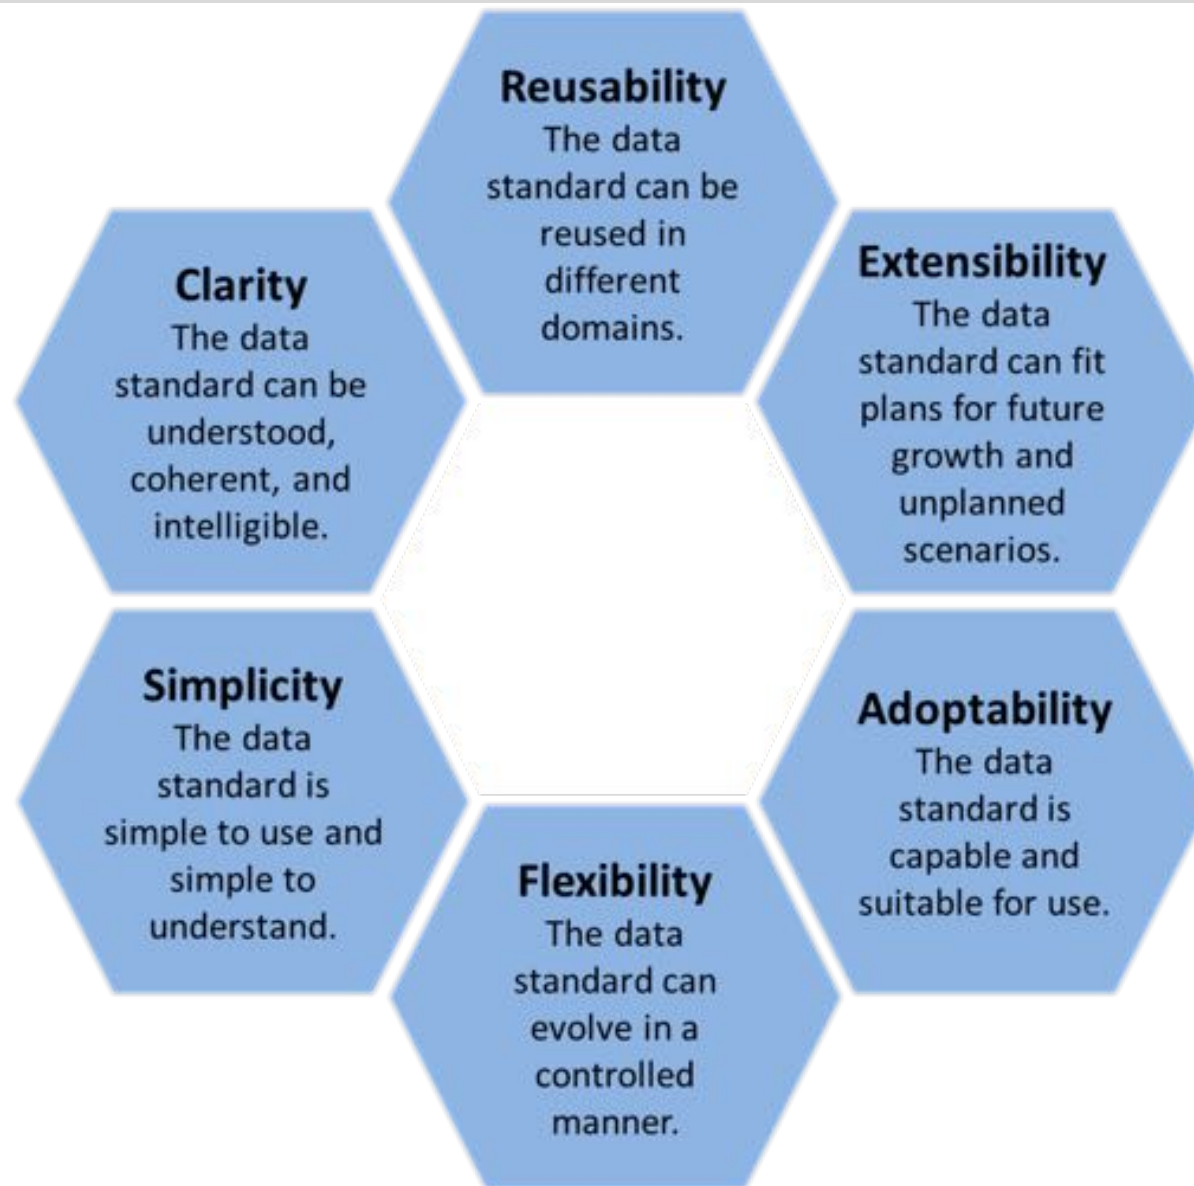 Reusability
The data
standard can be
reused in
different
domains.
Extensibility
The data
standard can fit
plans for future
growth and
unplanned
scenarios.
Adoptability
The data
standard is
capable and
suitable for use.
Flexibility
The data
standard can
evolve in a
controlled
manner.
Simplicity
The data
standard is
simple to use and
simple to
understand.
Clarity
The data
standard can be
understood,
coherent, and
intelligible.